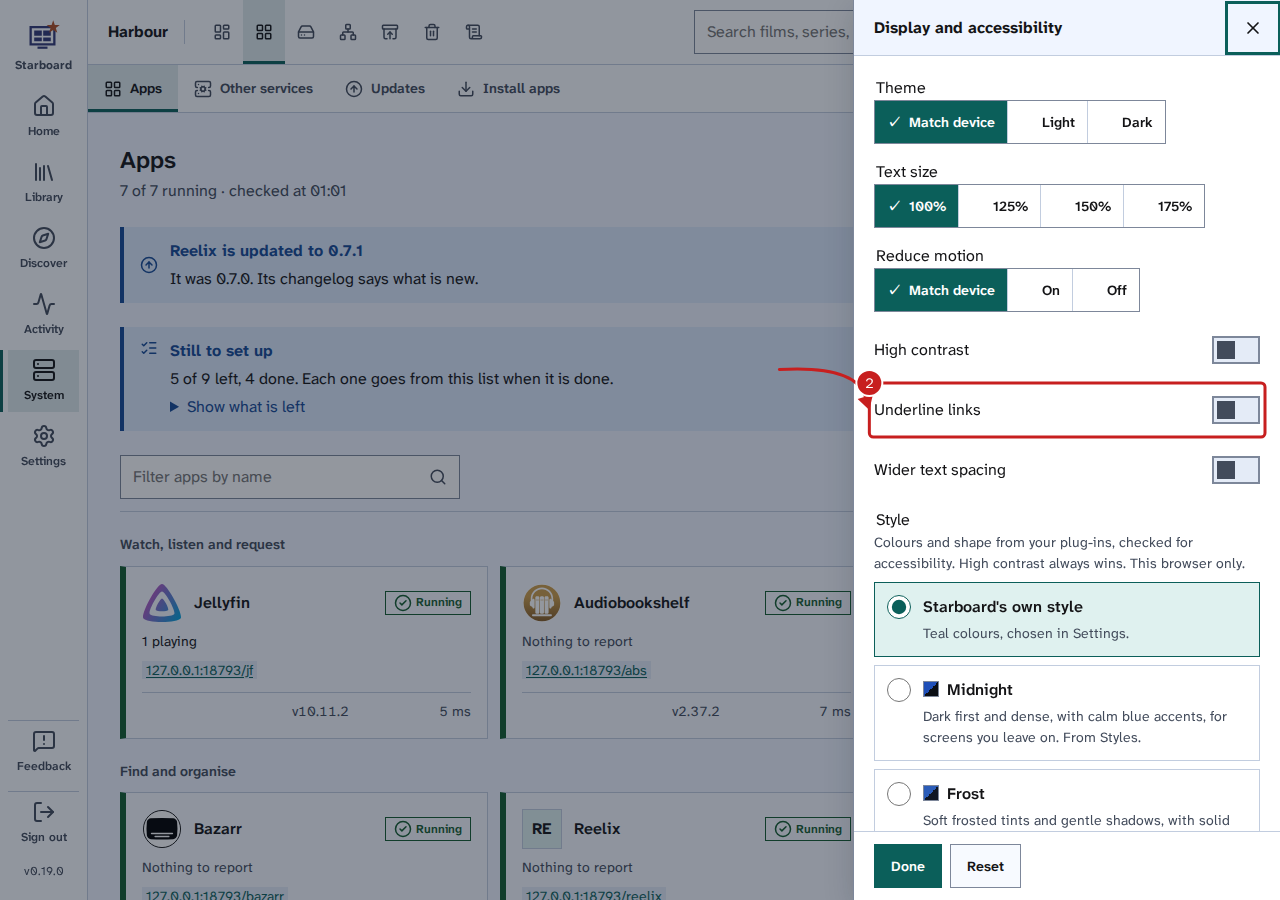 Starboard
Home
Library
Discover
Activity
System
Settings
Feedback
Sign out
v0.19.0
Harbour
Search films, series,
Apps
Other services
Updates
Install apps
Apps
7 of 7 running · checked at 01:01
Reelix is updated to 0.7.1
It was 0.7.0. Its changelog says what is new.
Still to set up
5 of 9 left, 4 done. Each one goes from this list when it is done.
Show what is left
Filter apps by name
Watch, listen and request
Jellyfin
Running
1 playing
127.0.0.1:18793/jf
v10.11.2
5 ms
Audiobookshelf
Running
Nothing to report
127.0.0.1:18793/abs
v2.37.2
7 ms
Find and organise
Bazarr
Running
Nothing to report
127.0.0.1:18793/bazarr
RE
Reelix
Running
Nothing to report
127.0.0.1:18793/reelix
Display and accessibility
Theme
✓ Match device
Light
Dark
Text size
✓ 100%
125%
150%
175%
Reduce motion
✓ Match device
On
Off
High contrast
2
Underline links
Wider text spacing
Style
Colours and shape from your plug-ins, checked for
accessibility. High contrast always wins. This browser only.
Starboard's own style
Teal colours, chosen in Settings.
Midnight
Dark first and dense, with calm blue accents, for
screens you leave on. From Styles.
Frost
Soft frosted tints and gentle shadows, with solid
Done
Reset